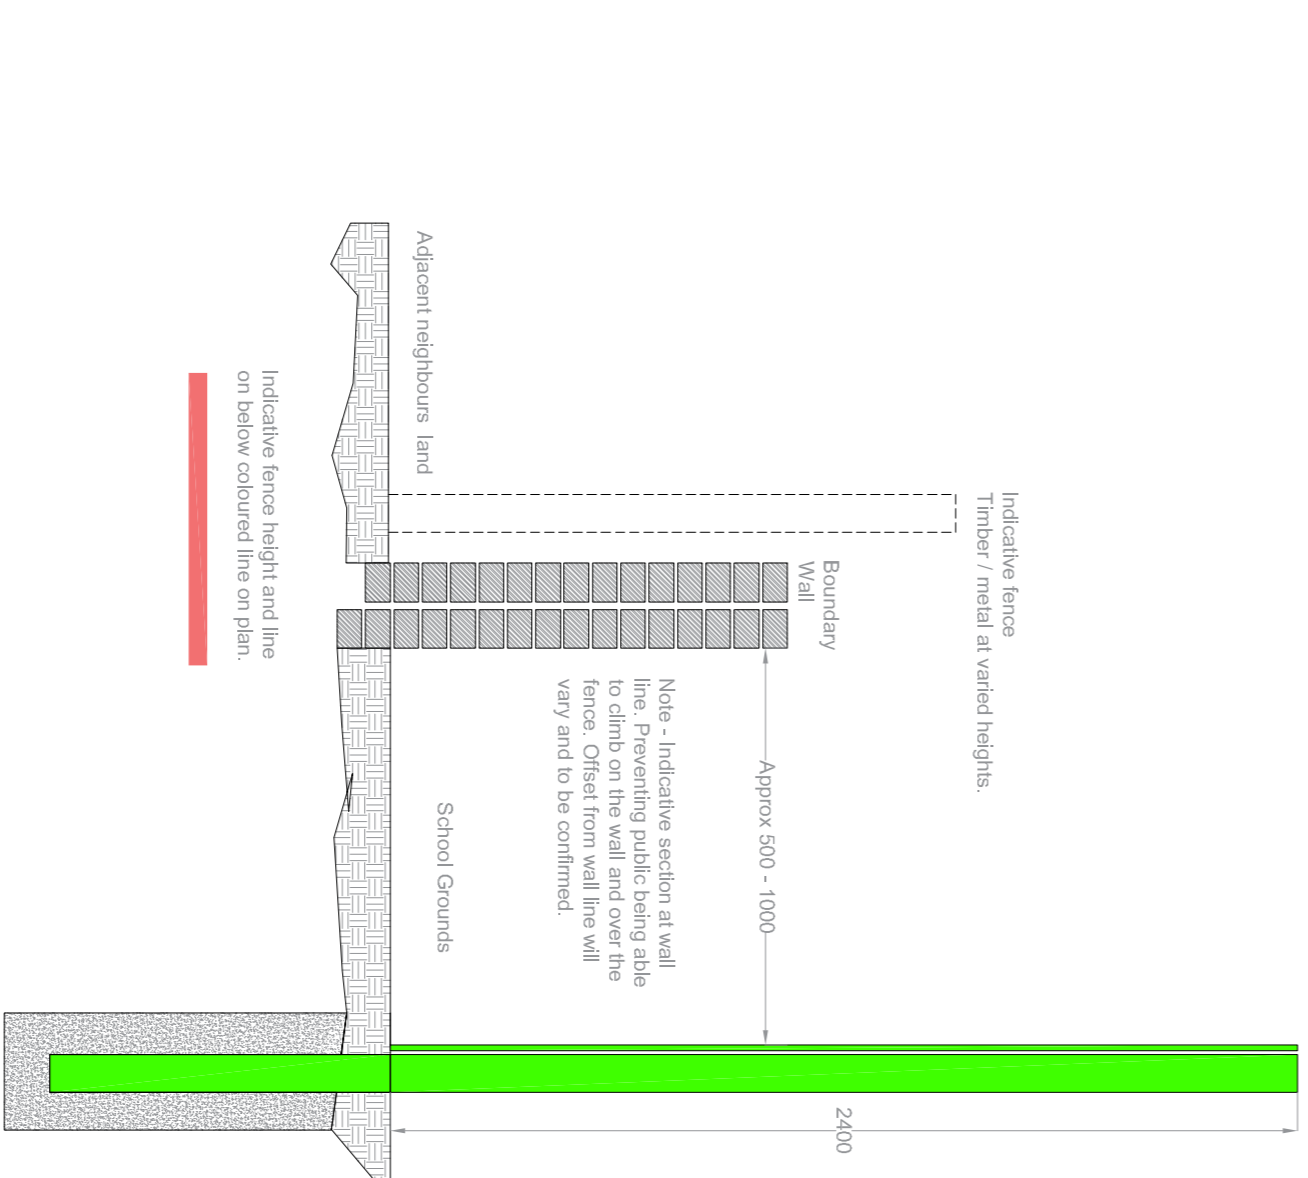 Indicative fence
Timber / metal at varied heights.
Boundary
Wall
Approx 500 - 1000
2400
Note - Indicative section at wall
line. Preventing public being able
to climb on the wall and over the
fence. Offset from wall line will
vary and to be confirmed.
Adjacent neighbours land
School Grounds
Indicative fence height and line
on below coloured line on plan.